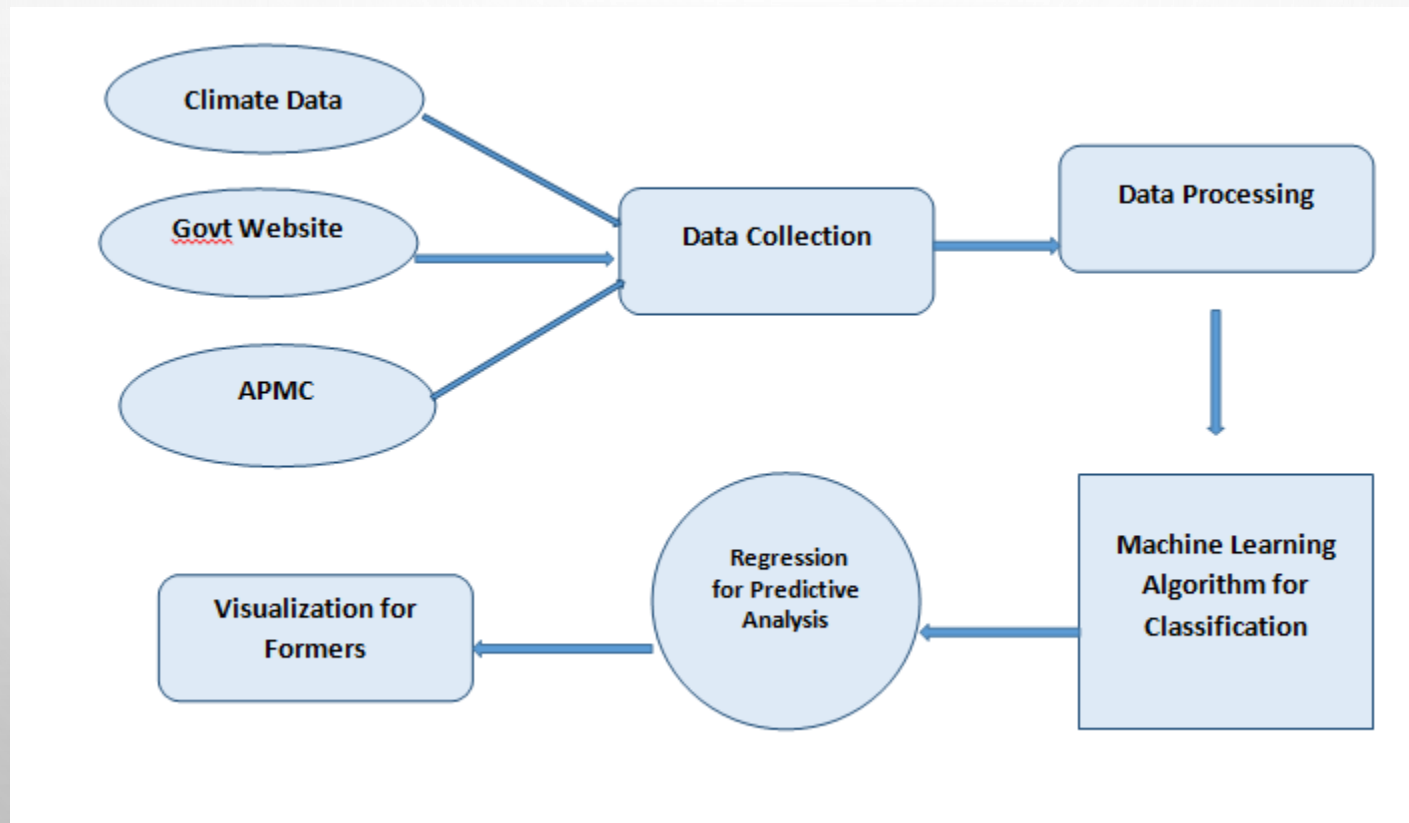 Climate Data
Govt Website
APMC
Data Collection
Data Processing
Machine Learning
Algorithm for
Classification
Regression
for Predictive
Analysis
Visualization for
Formers